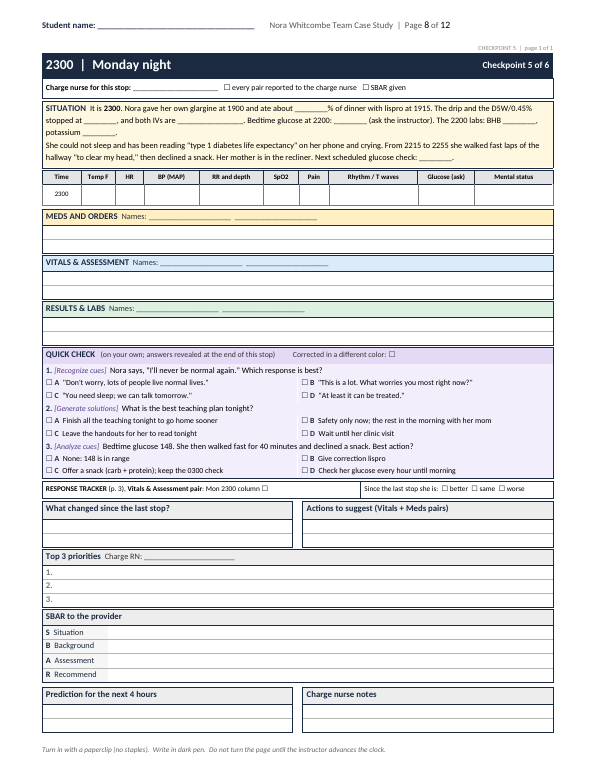 Student name: ___________________________________ Nora Whitcombe Team Case Study | Page 8 of 12
CHECKPOINT 5 | page 1 of 1
2300 | Monday night Checkpoint 5 of 6
Charge nurse for this stop: ___________________ ☐ every pair reported to the charge nurse ☐ SBAR given
SITUATION It is 2300. Nora gave her own glargine at 1900 and ate about _______% of dinner with lispro at 1915. The drip and the D5W/0.45%
stopped at ________, and both IVs are ______________. Bedtime glucose at 2200: ________ (ask the instructor). The 2200 labs: BHB ________,
potassium ________.
She could not sleep and has been reading "type 1 diabetes life expectancy" on her phone and crying. From 2215 to 2255 she walked fast laps of the
hallway "to clear my head," then declined a snack. Her mother is in the recliner. Next scheduled glucose check: ________.
Time Temp F HR BP (MAP) RR and depth SpO2 Pain Rhythm / T waves Glucose (ask) Mental status
2300
MEDS AND ORDERS Names: ___________________ ___________________
VITALS & ASSESSMENT Names: ___________________ ___________________
RESULTS & LABS Names: ___________________ ___________________
QUICK CHECK (on your own; answers revealed at the end of this stop) Corrected in a different color: ☐
1. [Recognize cues] Nora says, "I'll never be normal again." Which response is best?
☐ A "Don't worry, lots of people live normal lives." ☐ B "This is a lot. What worries you most right now?"
☐ C "You need sleep; we can talk tomorrow." ☐ D "At least it can be treated."
2. [Generate solutions] What is the best teaching plan tonight?
☐ A Finish all the teaching tonight to go home sooner ☐ B Safety only now; the rest in the morning with her mom
☐ C Leave the handouts for her to read tonight ☐ D Wait until her clinic visit
3. [Analyze cues] Bedtime glucose 148. She then walked fast for 40 minutes and declined a snack. Best action?
☐ A None: 148 is in range ☐ B Give correction lispro
☐ C Offer a snack (carb + protein); keep the 0300 check ☐ D Check her glucose every hour until morning
RESPONSE TRACKER (p. 3), Vitals & Assessment pair: Mon 2300 column ☐ Since the last stop she is: ☐ better ☐ same ☐ worse
What changed since the last stop? Actions to suggest (Vitals + Meds pairs)
Top 3 priorities Charge RN: _____________________
1.
2.
3.
SBAR to the provider
S Situation
B Background
A Assessment
R Recommend
Prediction for the next 4 hours Charge nurse notes
Turn in with a paperclip (no staples). Write in dark pen. Do not turn the page until the instructor advances the clock.